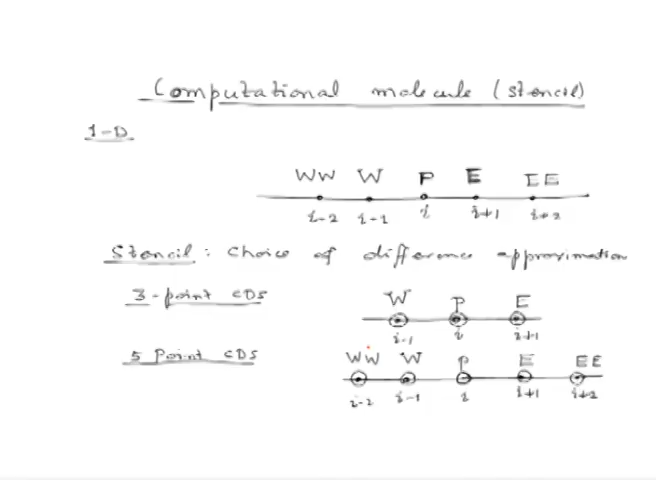 Computational molecule (stencil)
1-D
WW W P E EE
i-2 i-1 i i+1 i+2
Stencil: Choice of difference approximation
3-point CDS
W P E
i-1 i i+1
5 Point CDS
WW W P E EE
i-2 i-1 i i+1 i+2